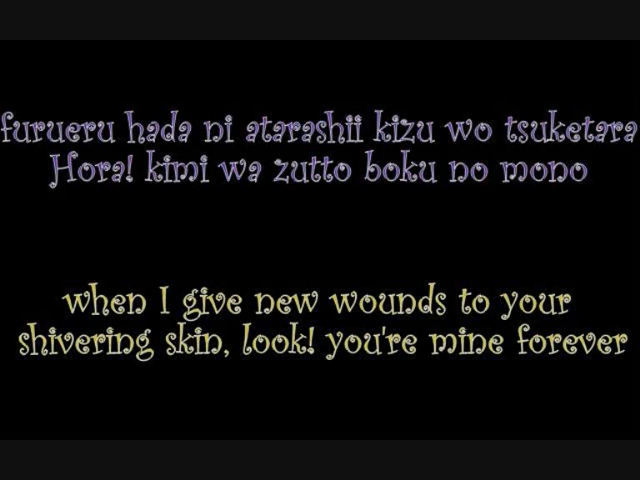 furueru hada ni atarashii kizu wo tsuketara
Hora! kimi wa zutto boku no mono
when I give new wounds to your
shivering skin, look! you're mine forever